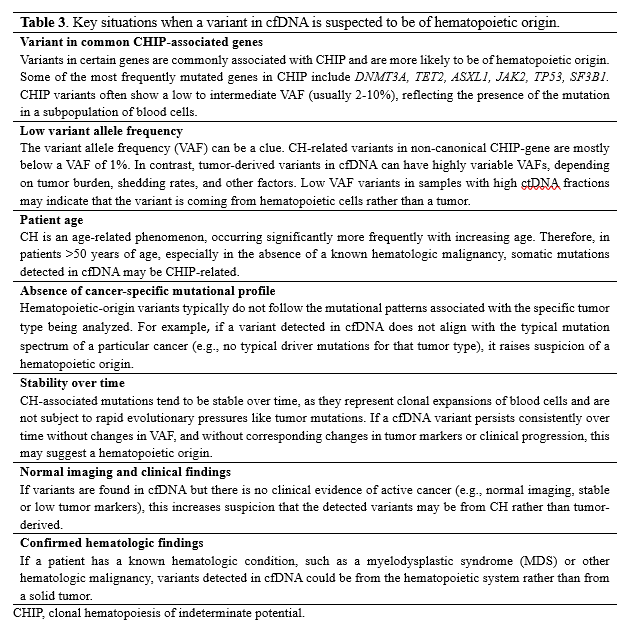 Table 3. Key situations when a variant in cfDNA is suspected to be of hematopoietic origin.
Variant in common CHIP-associated genes
Variants in certain genes are commonly associated with CHIP and are more likely to be of hematopoietic origin.
Some of the most frequently mutated genes in CHIP include DNMT3A, TET2, ASXL1, JAK2, TP53, SF3B1.
CHIP variants often show a low to intermediate VAF (usually 2-10%), reflecting the presence of the mutation
in a subpopulation of blood cells.
Low variant allele frequency
The variant allele frequency (VAF) can be a clue. CH-related variants in non-canonical CHIP-gene are mostly
below a VAF of 1%. In contrast, tumor-derived variants in cfDNA can have highly variable VAFs, depending
on tumor burden, shedding rates, and other factors. Low VAF variants in samples with high ctDNA fractions
may indicate that the variant is coming from hematopoietic cells rather than a tumor.
Patient age
CH is an age-related phenomenon, occurring significantly more frequently with increasing age. Therefore, in
patients >50 years of age, especially in the absence of a known hematologic malignancy, somatic mutations
detected in cfDNA may be CHIP-related.
Absence of cancer-specific mutational profile
Hematopoietic-origin variants typically do not follow the mutational patterns associated with the specific tumor
type being analyzed. For example, if a variant detected in cfDNA does not align with the typical mutation
spectrum of a particular cancer (e.g., no typical driver mutations for that tumor type), it raises suspicion of a
hematopoietic origin.
Stability over time
CH-associated mutations tend to be stable over time, as they represent clonal expansions of blood cells and are
not subject to rapid evolutionary pressures like tumor mutations. If a cfDNA variant persists consistently over
time without changes in VAF, and without corresponding changes in tumor markers or clinical progression, this
may suggest a hematopoietic origin.
Normal imaging and clinical findings
If variants are found in cfDNA but there is no clinical evidence of active cancer (e.g., normal imaging, stable
or low tumor markers), this increases suspicion that the detected variants may be from CH rather than tumor-
derived.
Confirmed hematologic findings
If a patient has a known hematologic condition, such as a myelodysplastic syndrome (MDS) or other
hematologic malignancy, variants detected in cfDNA could be from the hematopoietic system rather than from
a solid tumor.
CHIP, clonal hematopoiesis of indeterminate potential.